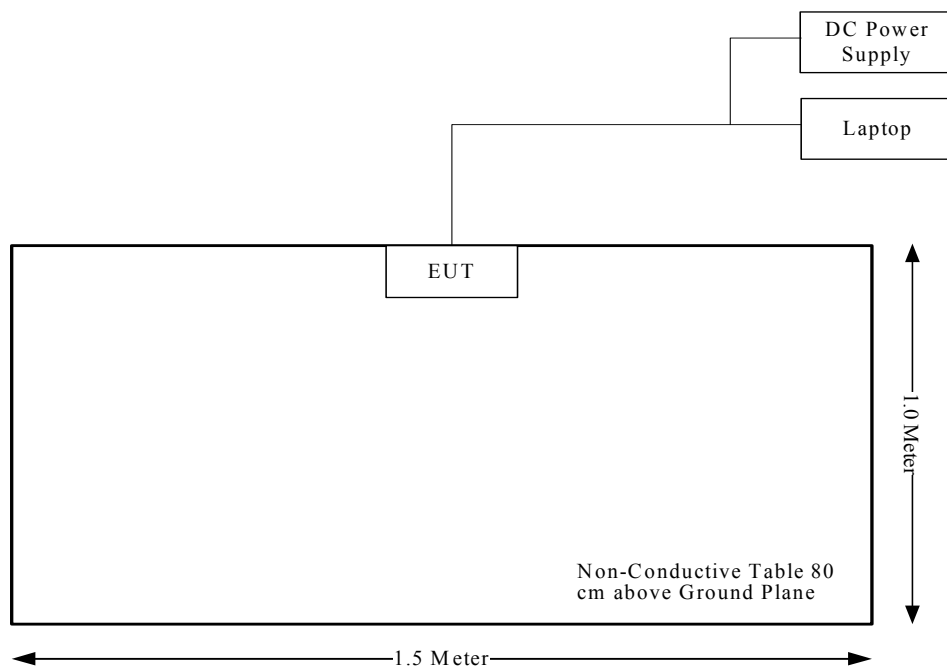 DC Power
Supply
Laptop
EUT
1.0 Meter
Non-Conductive Table 80
cm above Ground Plane
1.5 Meter